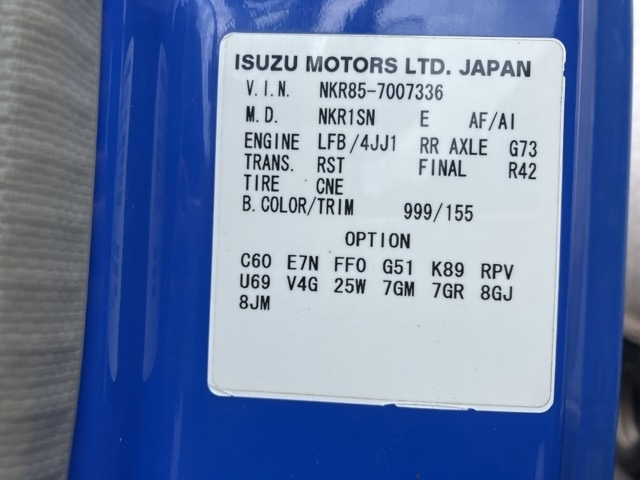 ISUZU MOTORS LTD. JAPAN
V.I.N. NKR85-7007336
M.D. NKR1SN E AF/AI
ENGINE LFB/4JJ1 RR AXLE G73
TRANS. RST FINAL R42
TIRE CNE
B.COLOR/TRIM 999/155
OPTION
C60 E7N FF0 G51 K89 RPV
U69 V4G 25W 7GM 7GR 8GJ
8JM